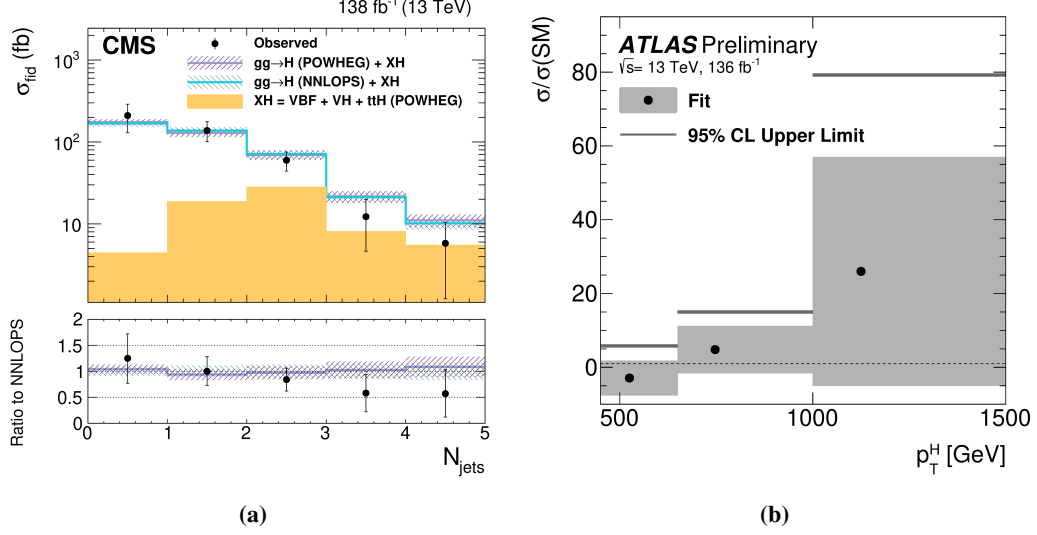 138 fb⁻¹ (13 TeV)
CMS
Observed
gg→H (POWHEG) + XH
gg→H (NNLOPS) + XH
XH = VBF + VH + ttH (POWHEG)
σfid (fb)
10³
10²
10
Ratio to NNLOPS
2
1.5
1
0.5
0
0 1 2 3 4 5
Njets
(a)
ATLAS Preliminary
√s= 13 TeV, 136 fb⁻¹
Fit
95% CL Upper Limit
σ/σ(SM)
80
60
40
20
0
500 1000 1500
pTH [GeV]
(b)